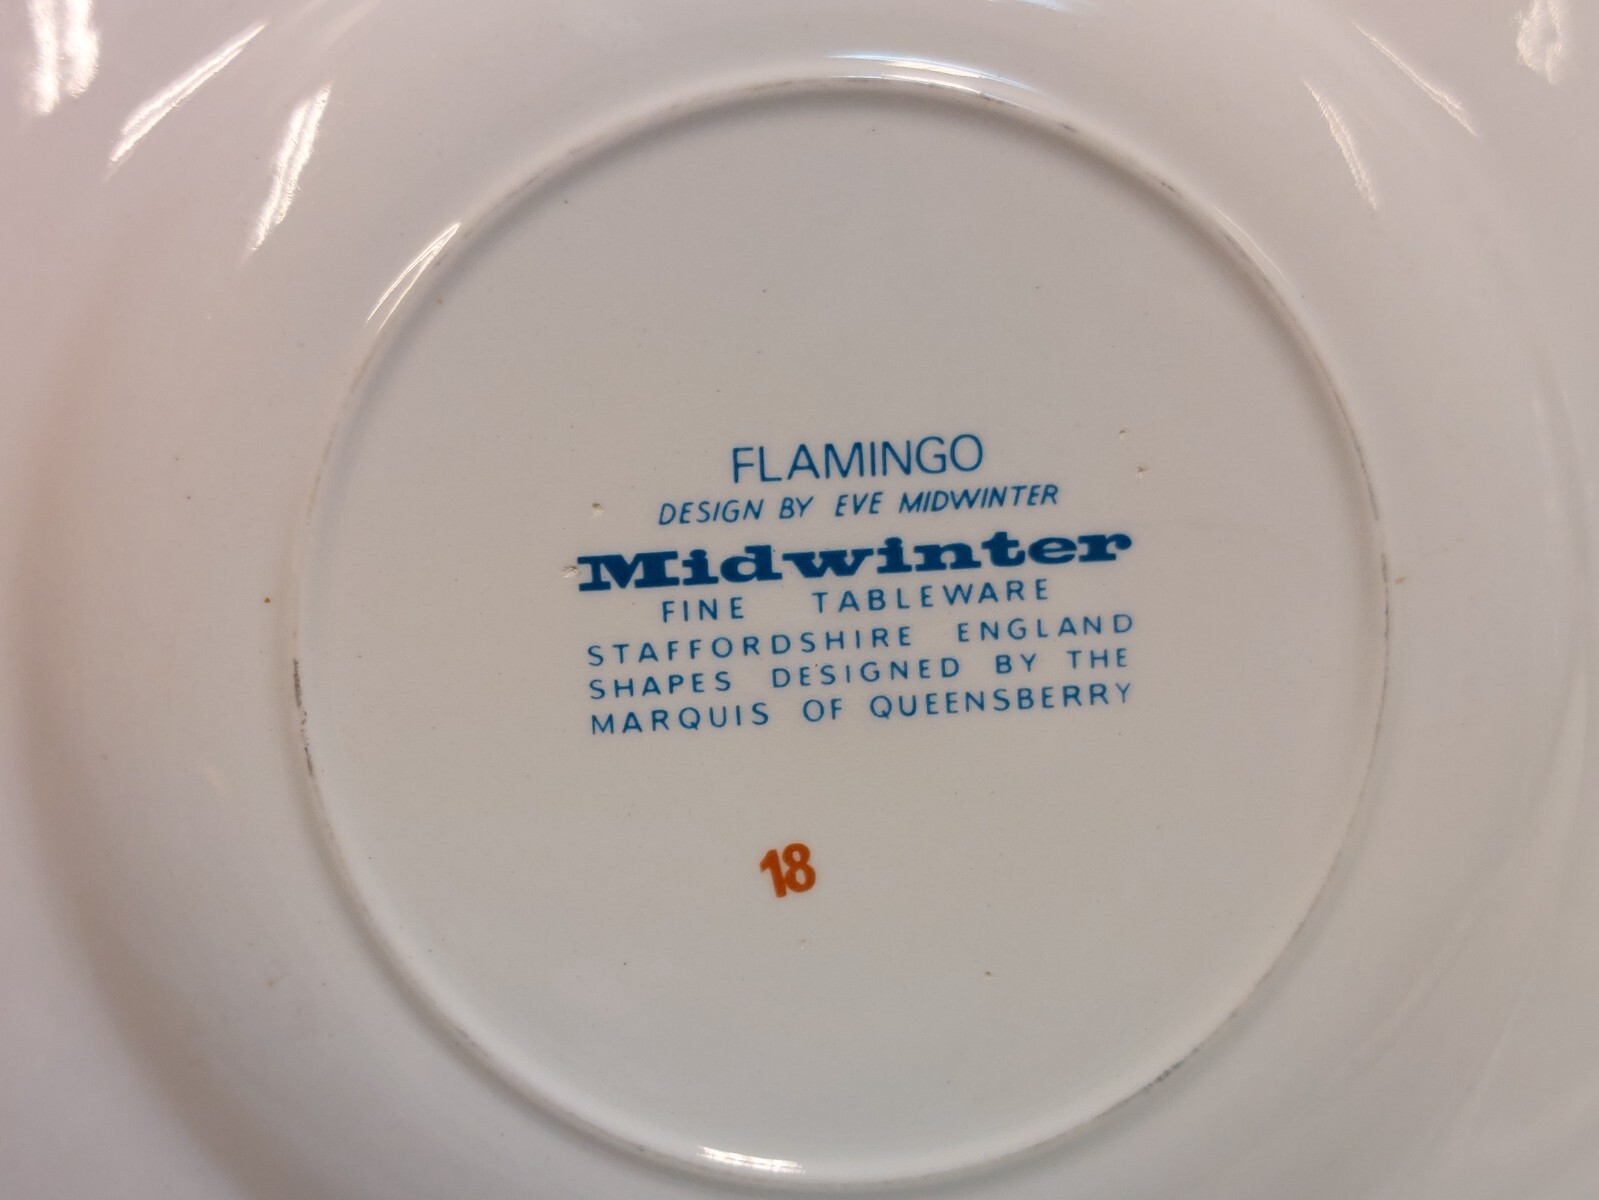 FLAMINGO
DESIGN BY EVE MIDWINTER
Midwinter
FINE TABLEWARE
STAFFORDSHIRE ENGLAND
SHAPES DESIGNED BY THE
MARQUIS OF QUEENSBERRY
18